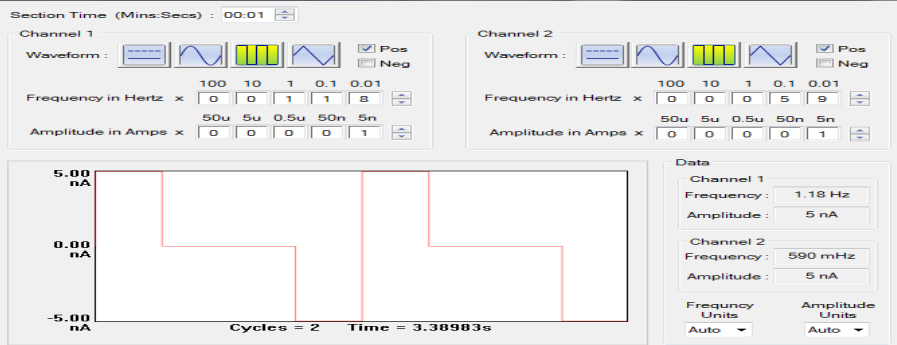 Section Time (Mins:Secs) : 00:01
Channel 1
Waveform :
Pos
Neg
100 10 1 0.1 0.01
Frequency in Hertz x 0 0 1 1 8
50u 5u 0.5u 50n 5n
Amplitude in Amps x 0 0 0 0 1
Channel 2
Waveform :
Pos
Neg
100 10 1 0.1 0.01
Frequency in Hertz x 0 0 0 5 9
50u 5u 0.5u 50n 5n
Amplitude in Amps x 0 0 0 0 1
5.00
nA
0.00
nA
-5.00
nA
Cycles = 2 Time = 3.38983s
Data
Channel 1
Frequency : 1.18 Hz
Amplitude : 5 nA
Channel 2
Frequency : 590 mHz
Amplitude : 5 nA
Frequncy Amplitude
Units Units
Auto Auto